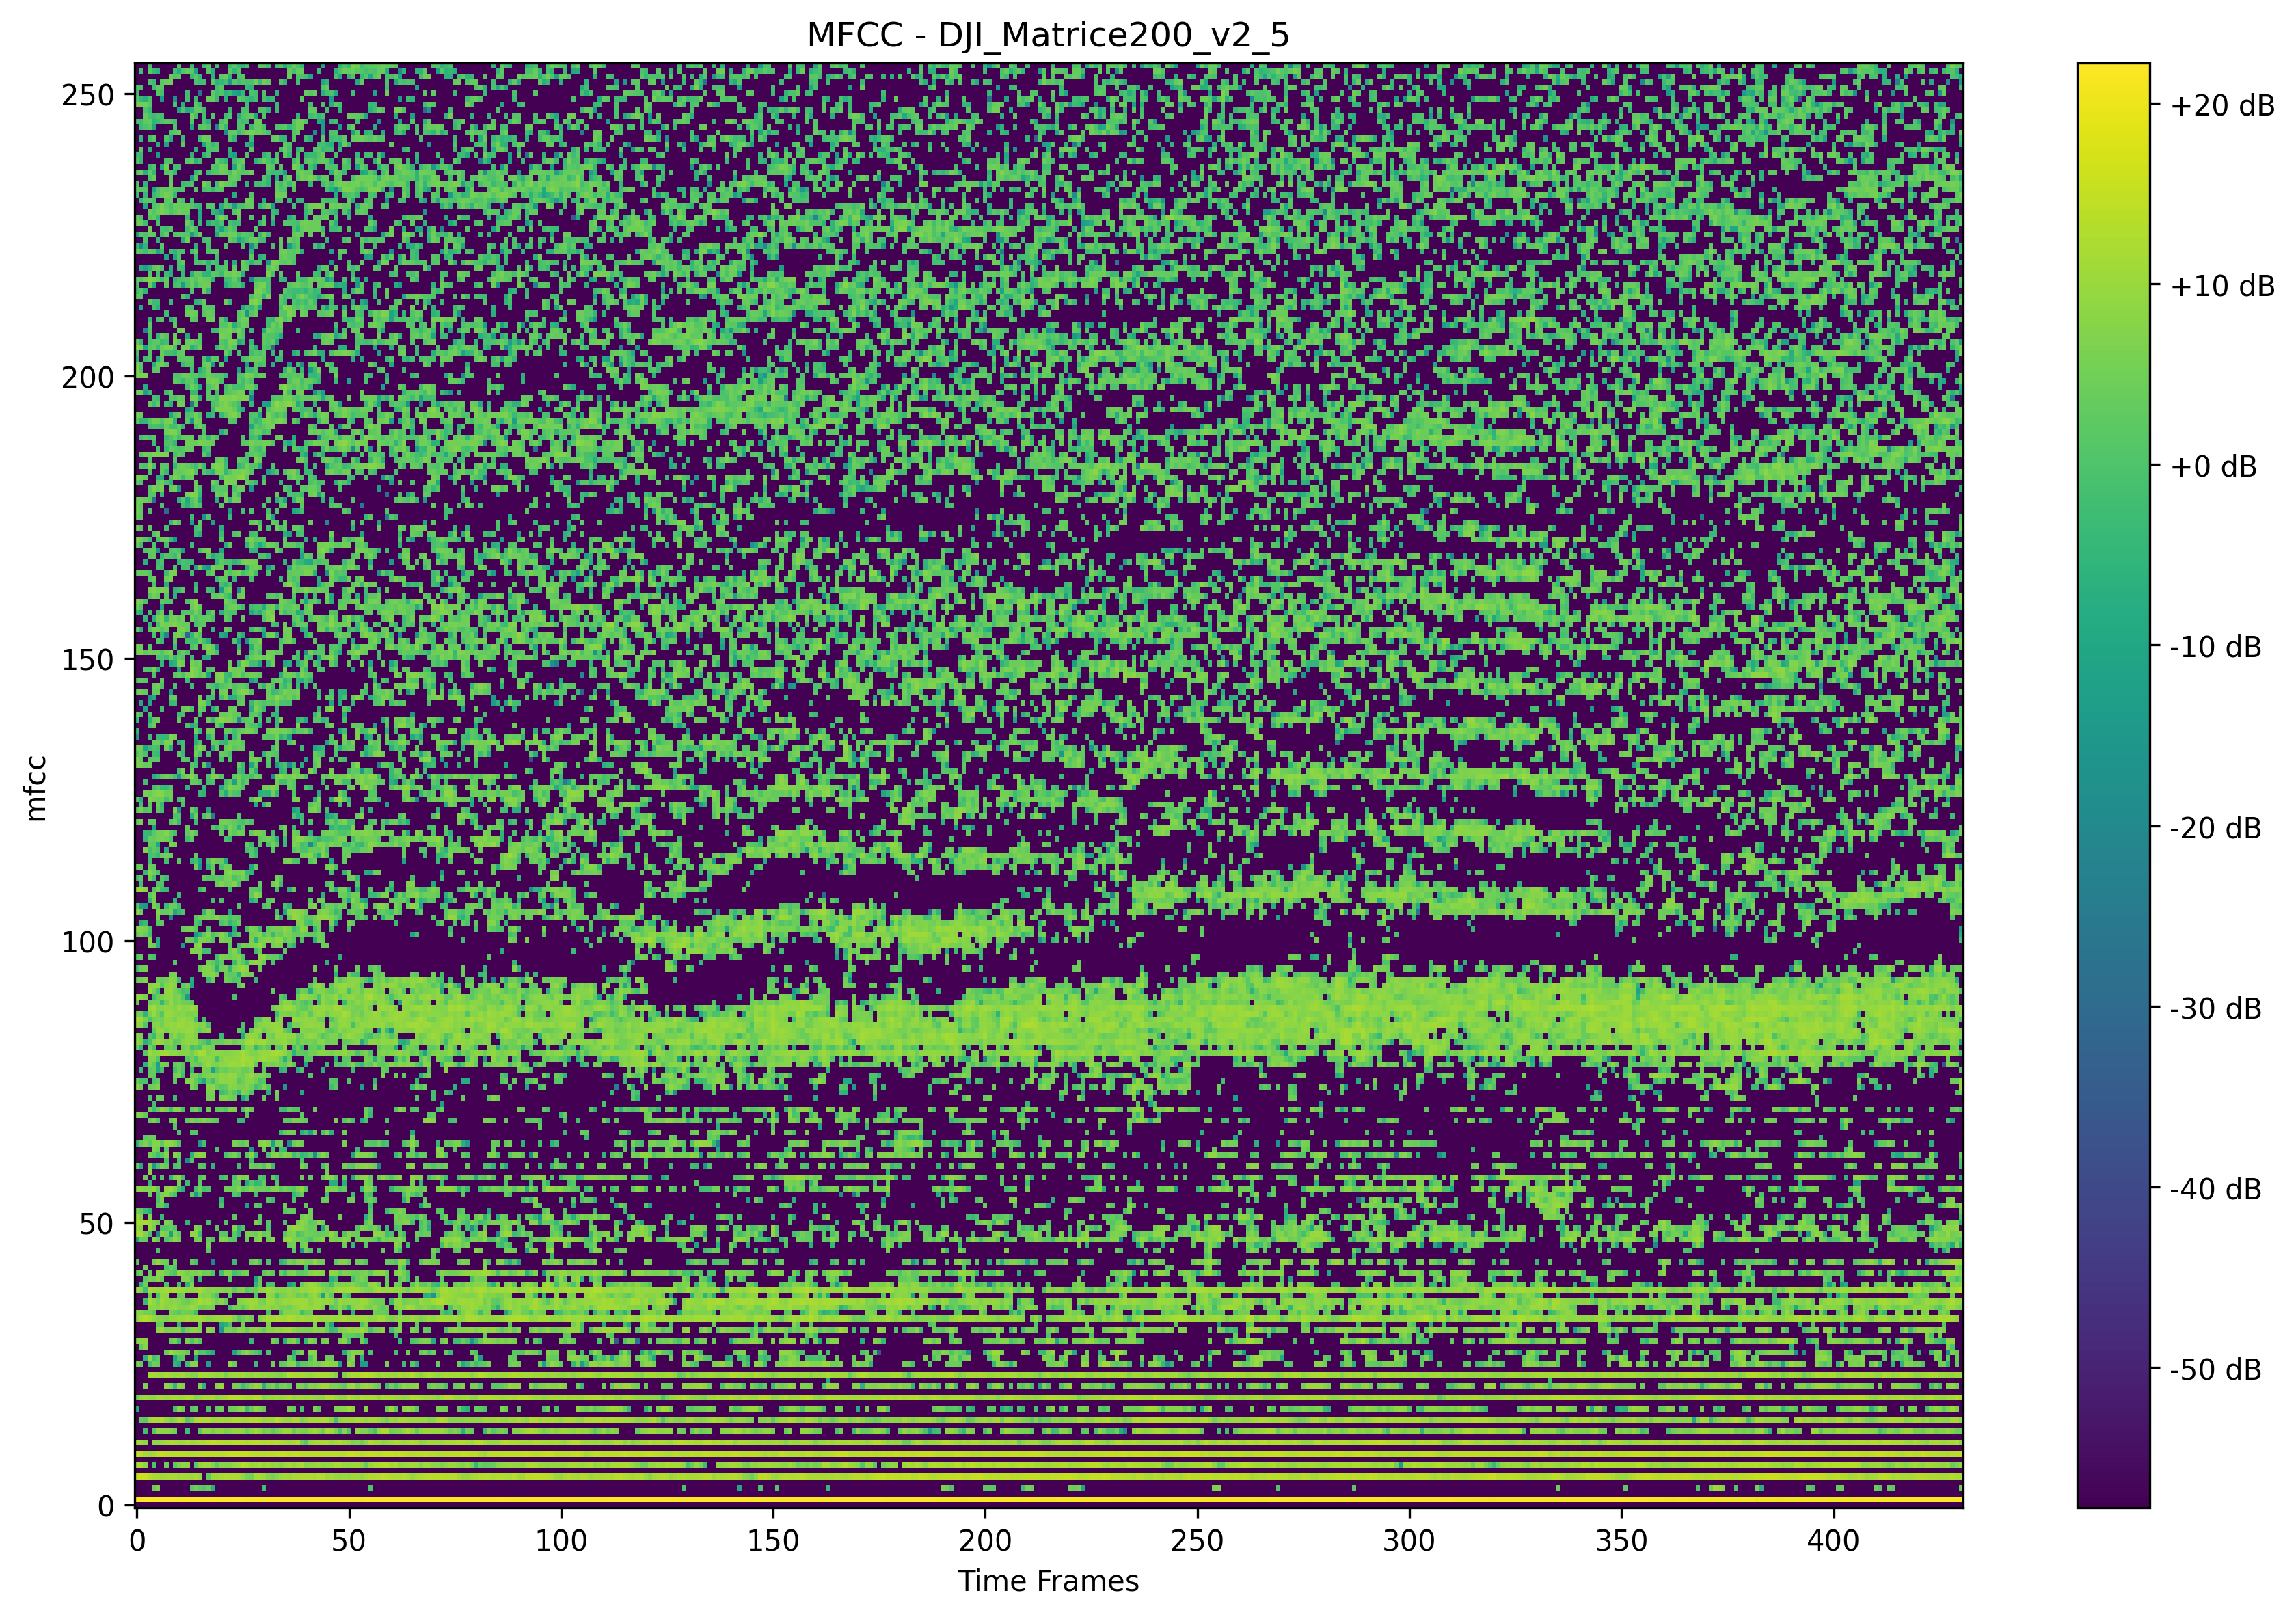 MFCC - DJI_Matrice200_v2_5
mfcc
250
200
150
100
50
0
0 50 100 150 200 250 300 350 400
Time Frames
+20 dB
+10 dB
+0 dB
-10 dB
-20 dB
-30 dB
-40 dB
-50 dB